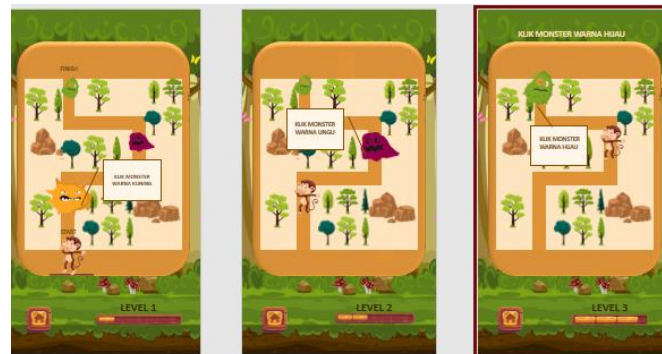 FINISH
KLIK MONSTER
WARNA KUNING
START
LEVEL 1
KLIK MONSTER
WARNA UNGU
LEVEL 2
KLIK MONSTER WARNA HIJAU
KLIK MONSTER
WARNA HIJAU
LEVEL 3